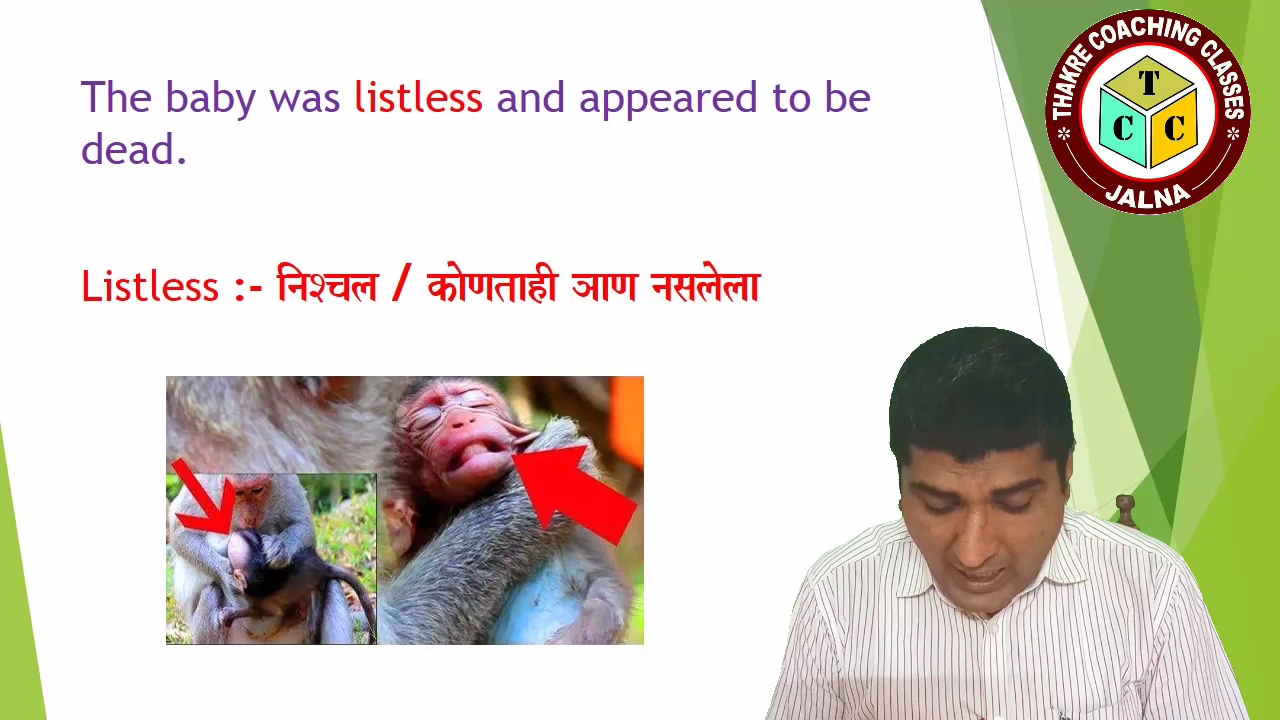 The baby was listless and appeared to be
dead.
Listless :- निश्चल / कोणताही ञाण नसलेला
THAKRE COACHING CLASSES
T
C C
JALNA